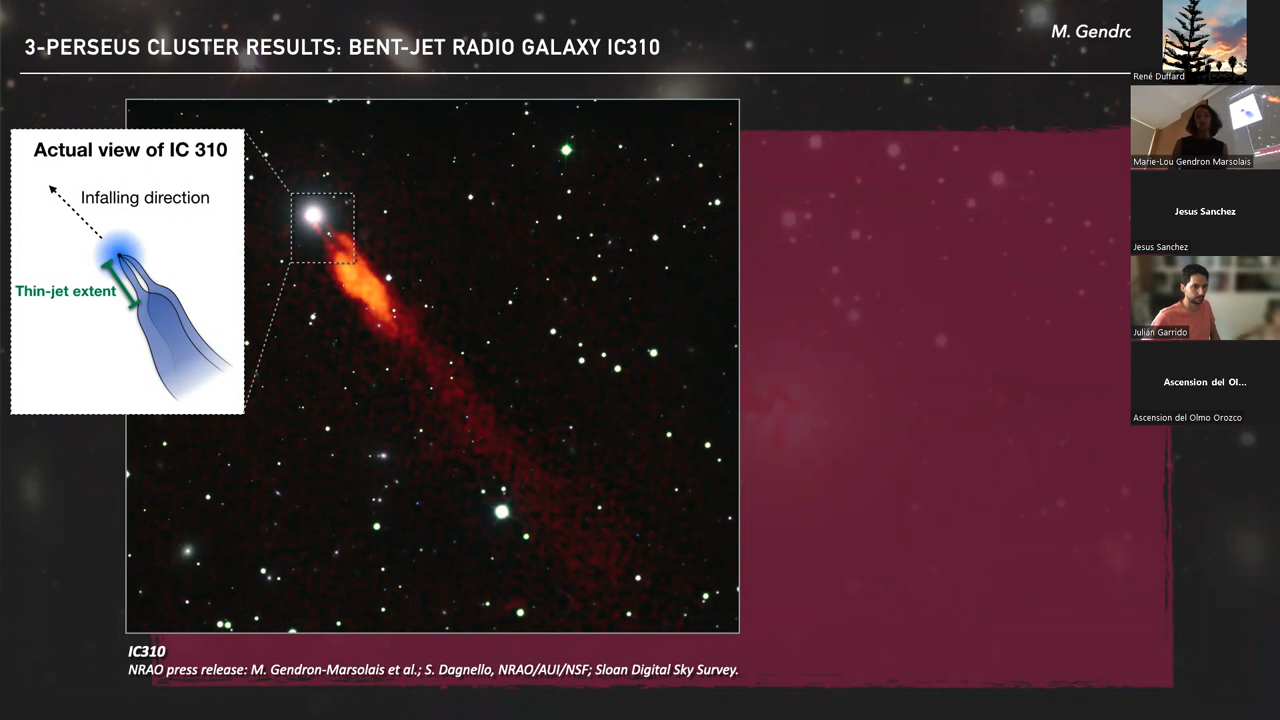 3-PERSEUS CLUSTER RESULTS: BENT-JET RADIO GALAXY IC310
M. Gendro
René Duffard
Actual view of IC 310
Infalling direction
Thin-jet extent
Marie-Lou Gendron Marsolais
Jesus Sanchez
Jesus Sanchez
Julián Garrido
Ascension del Ol...
Ascension del Olmo Orozco
IC310
NRAO press release: M. Gendron-Marsolais et al.; S. Dagnello, NRAO/AUI/NSF; Sloan Digital Sky Survey.